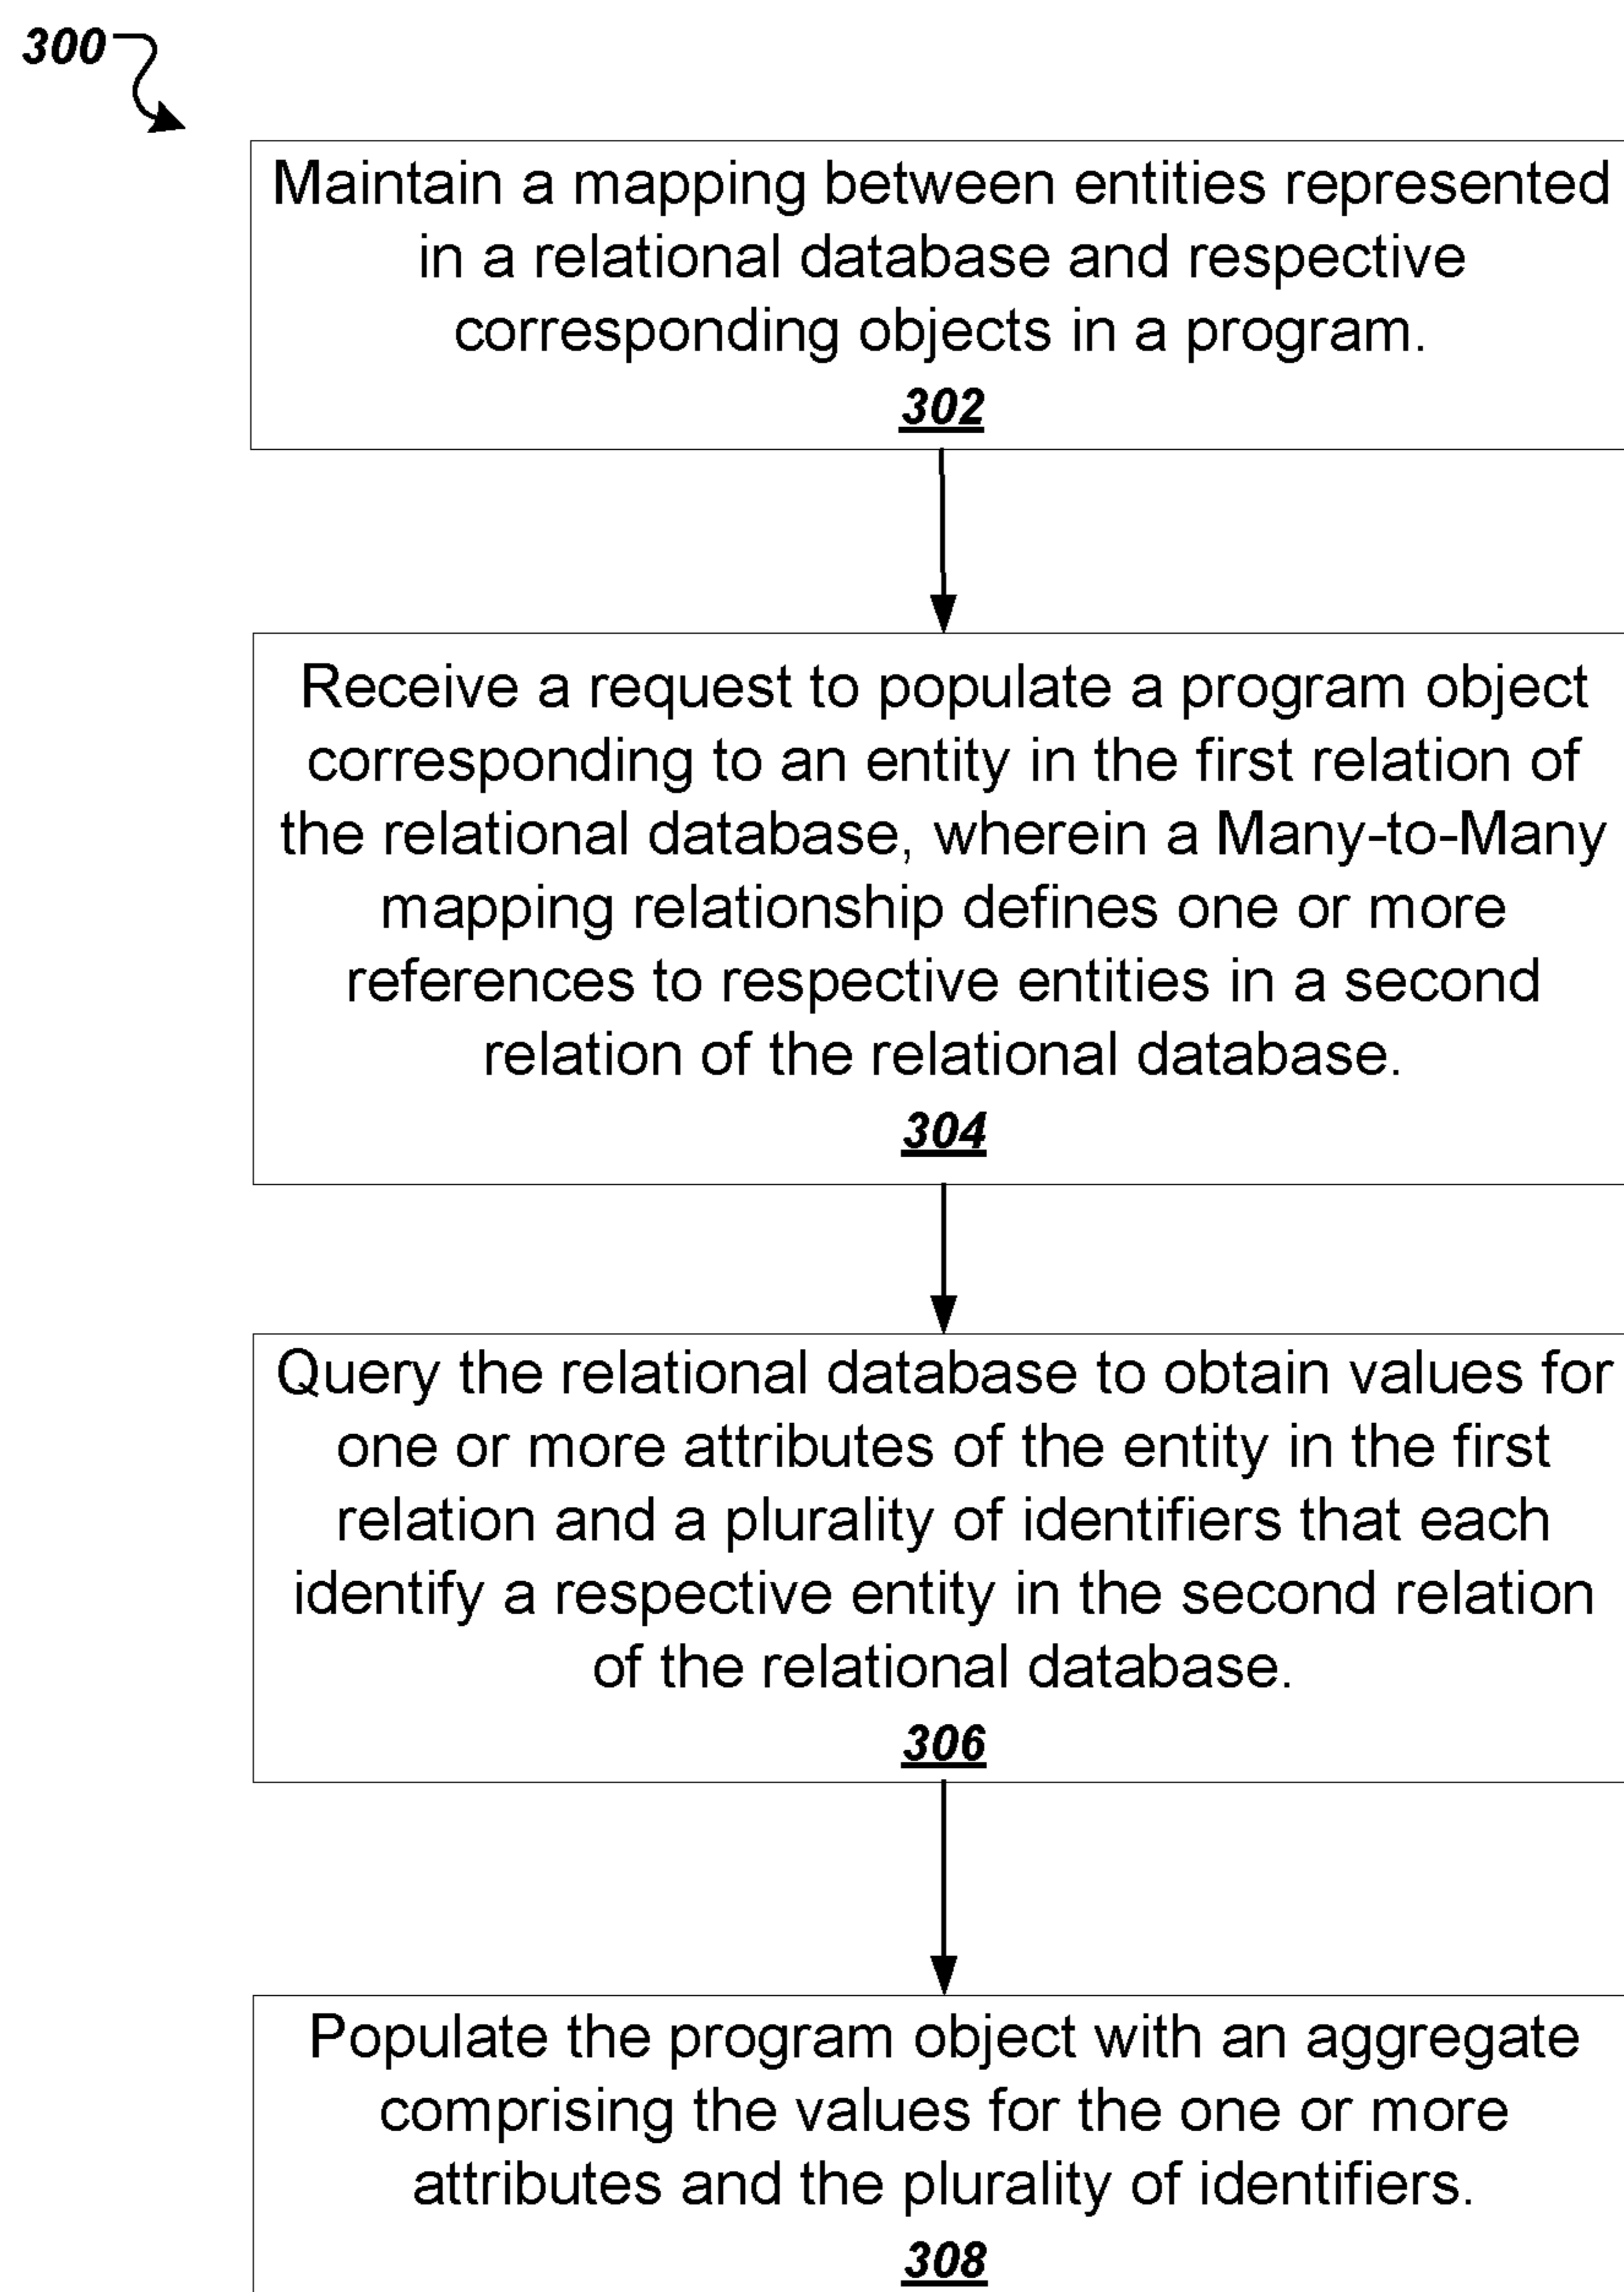 300
Maintain a mapping between entities represented
in a relational database and respective
corresponding objects in a program.
302
Receive a request to populate a program object
corresponding to an entity in the first relation of
the relational database, wherein a Many-to-Many
mapping relationship defines one or more
references to respective entities in a second
relation of the relational database.
304
Query the relational database to obtain values for
one or more attributes of the entity in the first
relation and a plurality of identifiers that each
identify a respective entity in the second relation
of the relational database.
306
Populate the program object with an aggregate
comprising the values for the one or more
attributes and the plurality of identifiers.
308